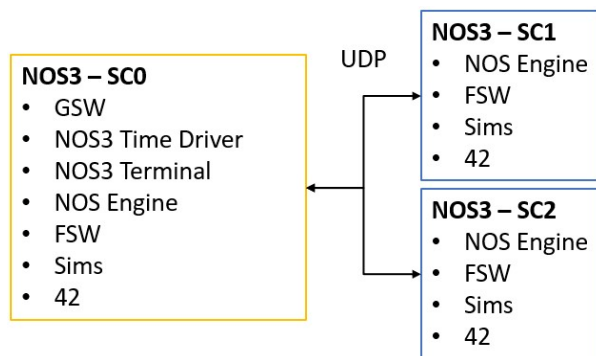 NOS3 – SC0
• GSW
• NOS3 Time Driver
• NOS3 Terminal
• NOS Engine
• FSW
• Sims
• 42
UDP
NOS3 – SC1
• NOS Engine
• FSW
• Sims
• 42
NOS3 – SC2
• NOS Engine
• FSW
• Sims
• 42